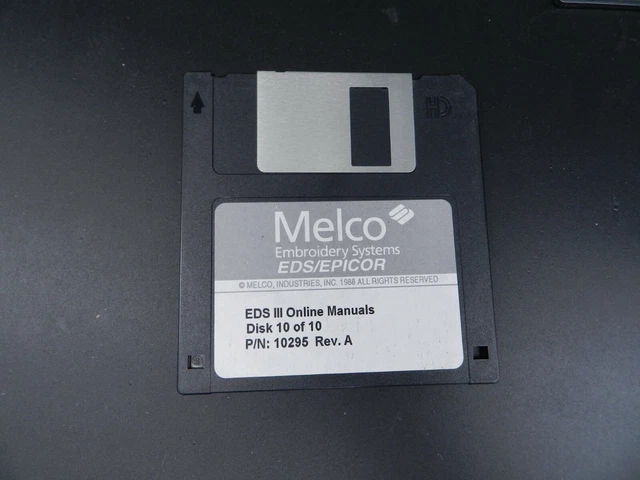 HD
Melco
Embroidery Systems
EDS/EPICOR
© MELCO, INDUSTRIES, INC. 1988 ALL RIGHTS RESERVED
EDS III Online Manuals
Disk 10 of 10
P/N: 10295 Rev. A